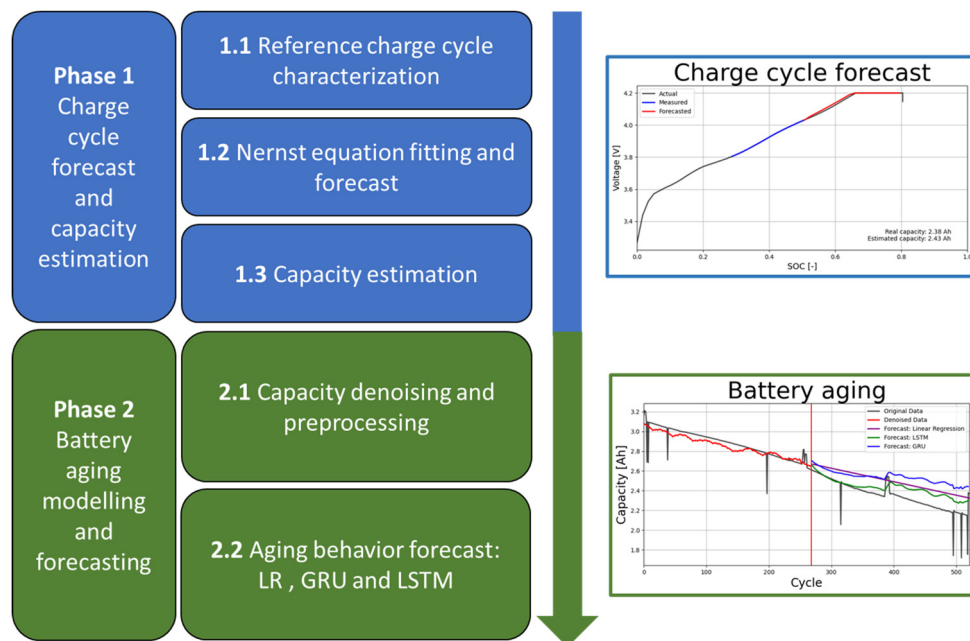 Phase 1
Charge
cycle
forecast
and
capacity
estimation
1.1 Reference charge cycle
characterization
1.2 Nernst equation fitting and
forecast
1.3 Capacity estimation
Phase 2
Battery
aging
modelling
and
forecasting
2.1 Capacity denoising and
preprocessing
2.2 Aging behavior forecast:
LR , GRU and LSTM
Charge cycle forecast
Actual
Measured
Forecasted
Voltage [V]
4.2
4.0
3.8
3.6
3.4
Real capacity: 2.38 Ah
Estimated capacity: 2.43 Ah
0.0 0.2 0.4 0.6 0.8 1.0
SOC [-]
Battery aging
Original Data
Denoised Data
Forecast: Linear Regression
Forecast: LSTM
Forecast: GRU
Capacity [Ah]
3.2
3.0
2.8
2.6
2.4
2.2
2.0
1.8
0 100 200 300 400 500
Cycle